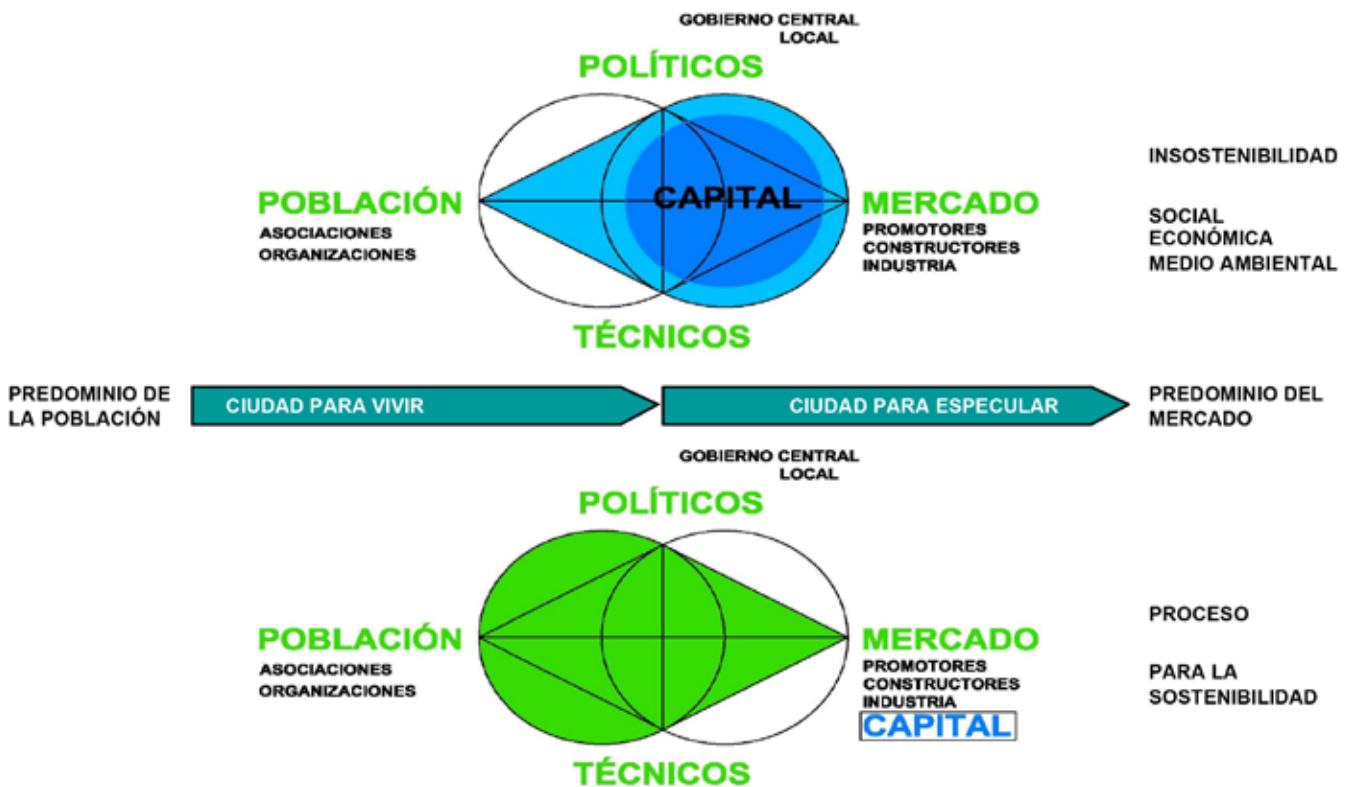 GOBIERNO CENTRAL
LOCAL
POLÍTICOS
INSOSTENIBILIDAD
CAPITAL
POBLACIÓN
MERCADO
ASOCIACIONES
ORGANIZACIONES
PROMOTORES
CONSTRUCTORES
INDUSTRIA
SOCIAL
ECONÓMICA
MEDIO AMBIENTAL
TÉCNICOS
PREDOMINIO DE
LA POBLACIÓN
CIUDAD PARA VIVIR
CIUDAD PARA ESPECULAR
PREDOMINIO DEL
MERCADO
GOBIERNO CENTRAL
LOCAL
POLÍTICOS
POBLACIÓN
ASOCIACIONES
ORGANIZACIONES
MERCADO
PROMOTORES
CONSTRUCTORES
INDUSTRIA
CAPITAL
PROCESO
PARA LA
SOSTENIBILIDAD
TÉCNICOS